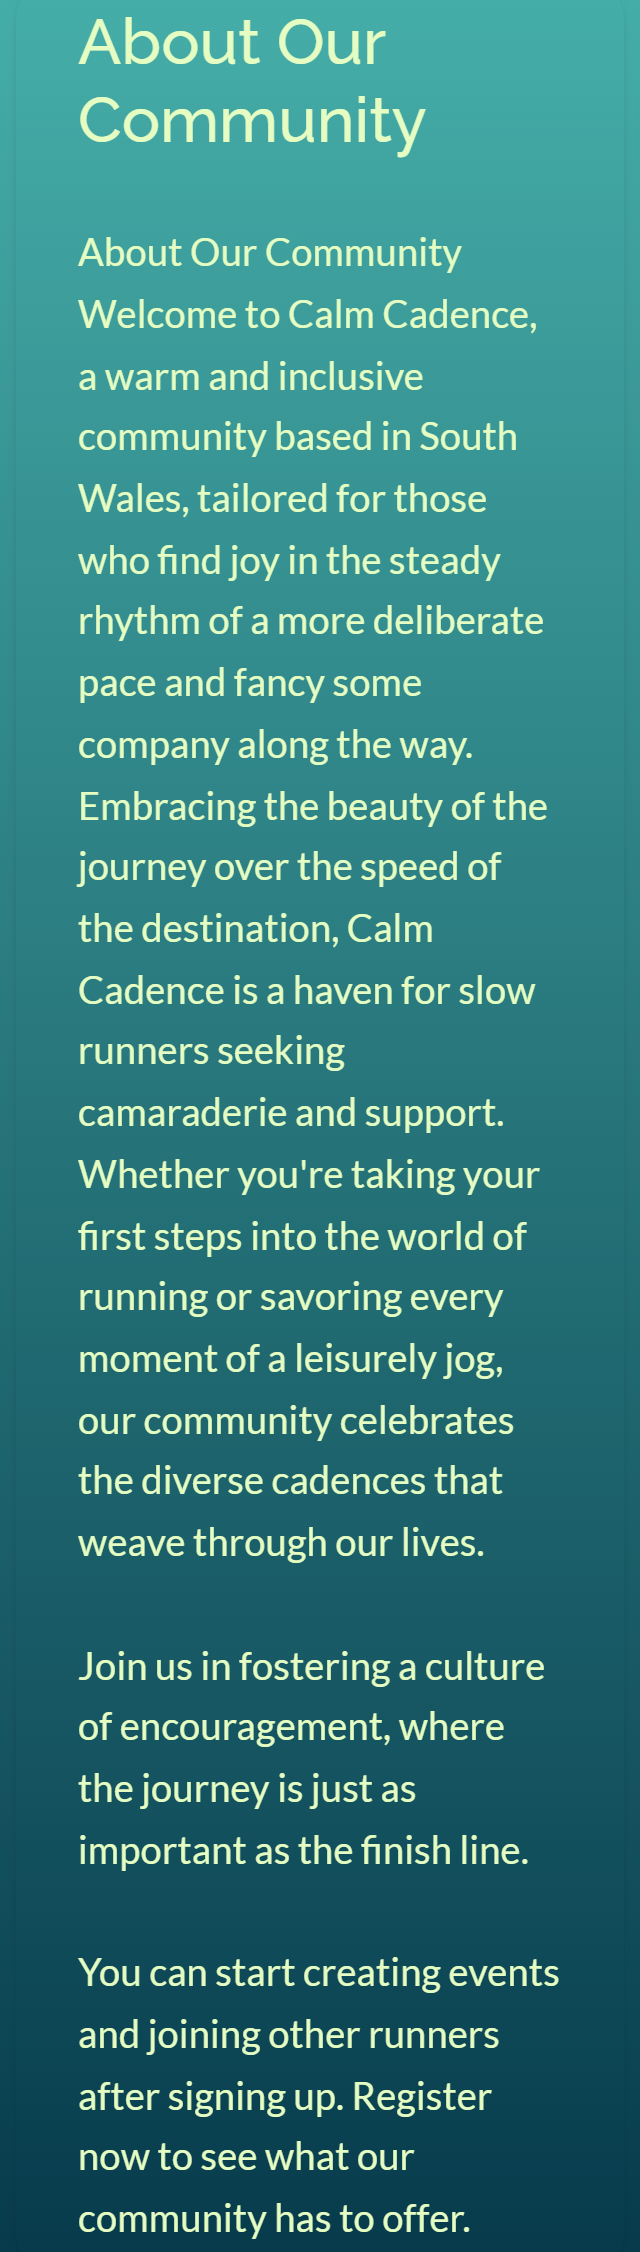 About Our
Community
About Our Community
Welcome to Calm Cadence,
a warm and inclusive
community based in South
Wales, tailored for those
who find joy in the steady
rhythm of a more deliberate
pace and fancy some
company along the way.
Embracing the beauty of the
journey over the speed of
the destination, Calm
Cadence is a haven for slow
runners seeking
camaraderie and support.
Whether you're taking your
first steps into the world of
running or savoring every
moment of a leisurely jog,
our community celebrates
the diverse cadences that
weave through our lives.
Join us in fostering a culture
of encouragement, where
the journey is just as
important as the finish line.
You can start creating events
and joining other runners
after signing up. Register
now to see what our
community has to offer.